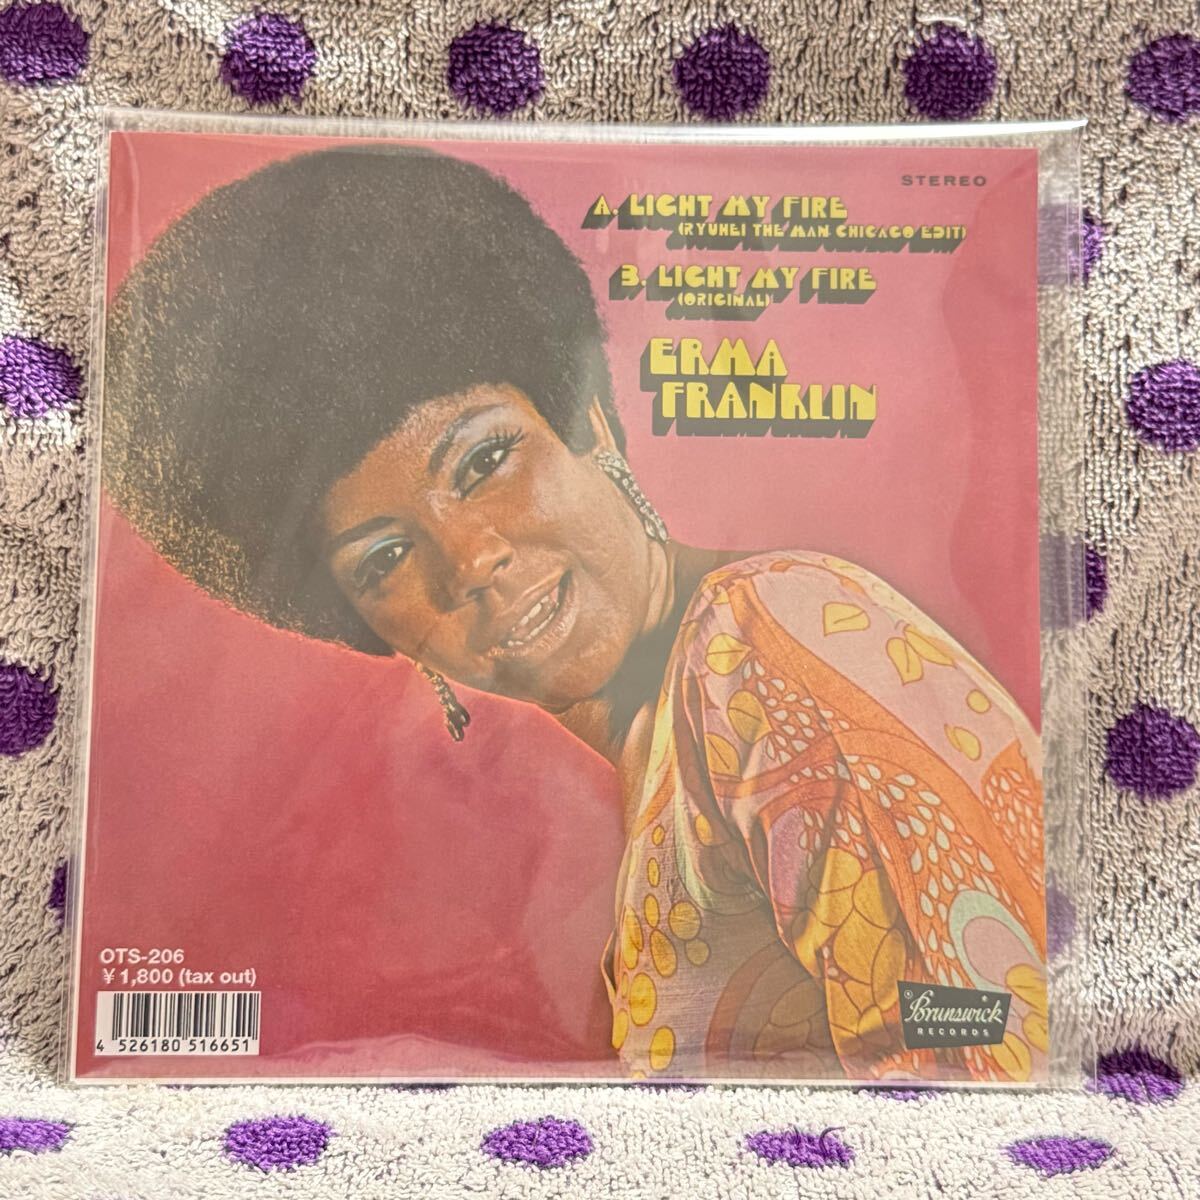 STEREO
A. LIGHT MY FIRE
(RYUHEI THE MAN CHICAGO EDIT)
B. LIGHT MY FIRE
(ORIGINAL)
ERMA
FRANKLIN
OTS-206
¥1,800 (tax out)
4 526180 516651
®Brunswick
RECORDS